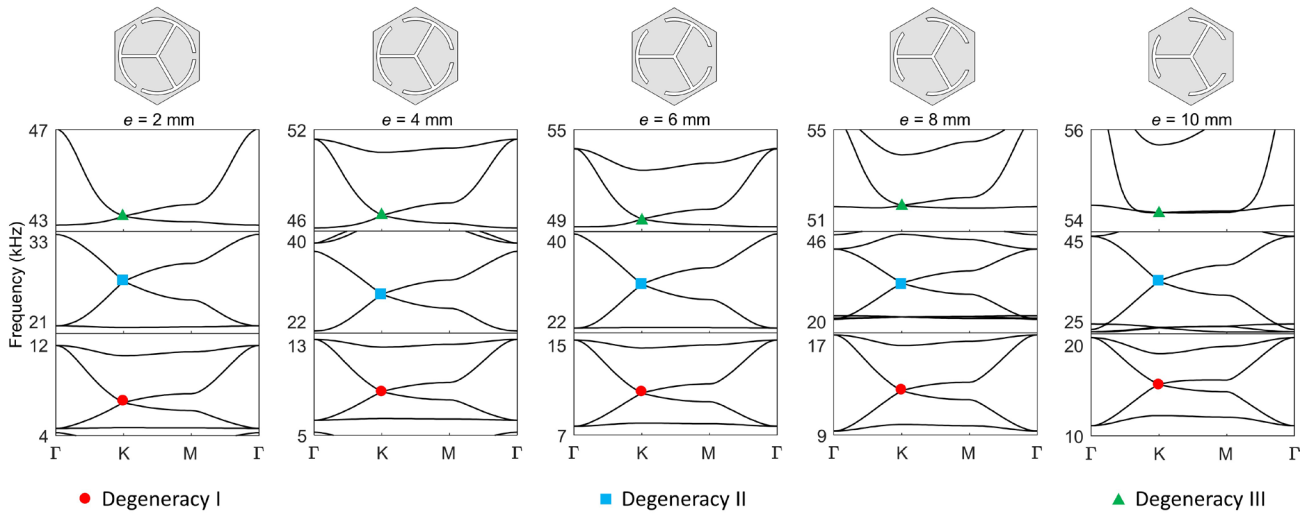 e = 2 mm
e = 4 mm
e = 6 mm
e = 8 mm
e = 10 mm
Frequency (kHz)
47
43
33
21
12
4
Γ K M Γ
52
46
40
22
13
5
Γ K M Γ
55
49
40
22
15
7
Γ K M Γ
55
51
46
20
17
9
Γ K M Γ
56
54
45
25
20
10
Γ K M Γ
Degeneracy I
Degeneracy II
Degeneracy III